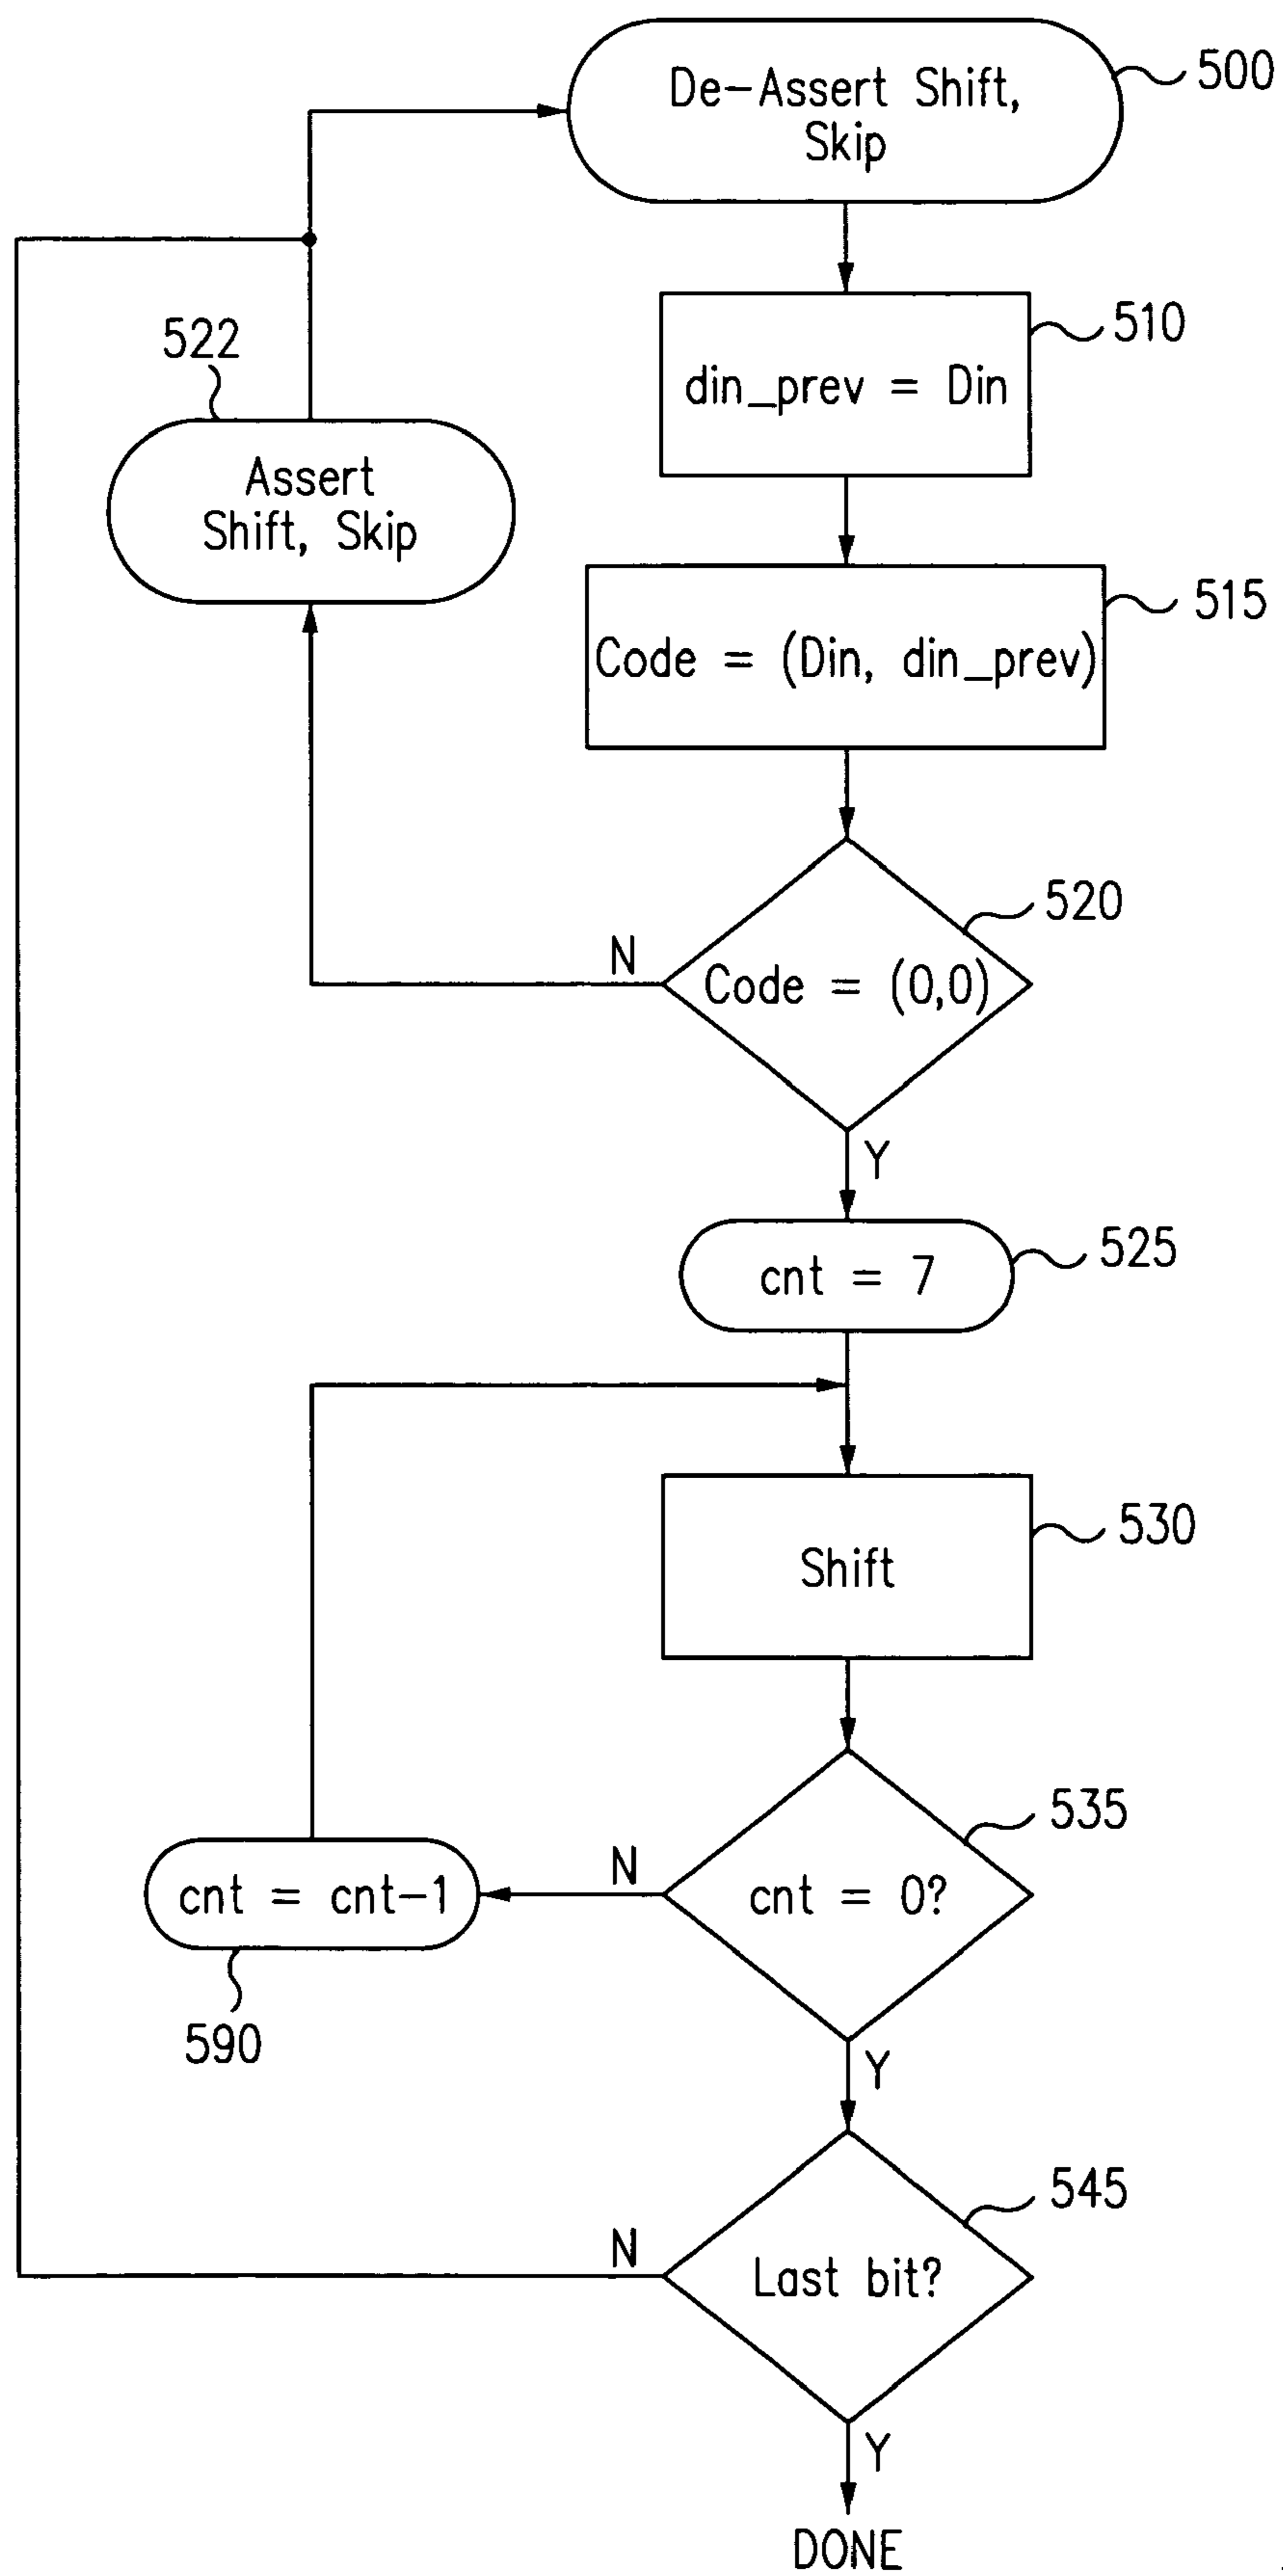 De-Assert Shift,
Skip
500
din_prev = Din
510
522
Assert
Shift, Skip
Code = (Din, din_prev)
515
520
N
Code = (0,0)
Y
cnt = 7
525
Shift
530
535
N
cnt = 0?
cnt = cnt-1
590
Y
545
N
Last bit?
Y
DONE